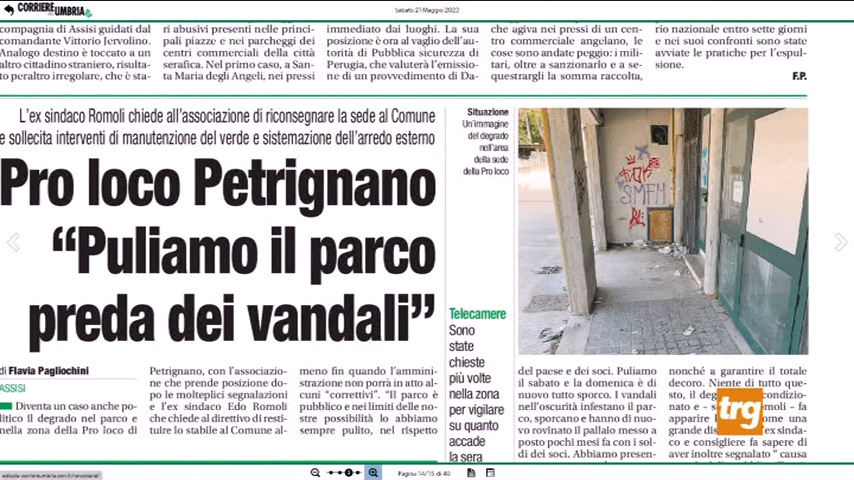 CORRIERE
dell'UMBRIA
Sabato 21 Maggio 2022
compagnia di Assisi guidati dal
comandante Vittorio Jervolino.
Analogo destino è toccato a un
altro cittadino straniero, risulta-
to peraltro irregolare, che è sta-
ri abusivi presenti nelle princi-
pali piazze e nei parcheggi dei
centri commerciali della città
serafica. Nel primo caso, a San-
ta Maria degli Angeli, nei pressi
immediato dai luoghi. La sua
posizione è ora al vaglio dell'au-
torità di Pubblica sicurezza di
Perugia, che valuterà l'emissio-
ne di un provvedimento di Da-
che agiva nei pressi di un cen-
tro commerciale angelano, le
cose sono andate peggio: i mili-
tari, oltre a sanzionarlo e a se-
questrargli la somma raccolta,
rio nazionale entro sette giorni
e nei suoi confronti sono state
avviate le pratiche per l'espul-
sione.
F.P.
L'ex sindaco Romoli chiede all'associazione di riconsegnare la sede al Comune
e sollecita interventi di manutenzione del verde e sistemazione dell'arredo esterno
Pro loco Petrignano
“Puliamo il parco
preda dei vandali”
Situazione
Un'immagine
del degrado
nell'area
della sede
della Pro loco
SMFM
di Flavia Pagliochini
ASSISI
Diventa un caso anche po-
litico il degrado nel parco e
nella zona della Pro loco di
Petrignano, con l'associazio-
ne che prende posizione do-
po le molteplici segnalazioni
e l'ex sindaco Edo Romoli
che chiede al direttivo di resti-
tuire lo stabile al Comune al-
meno fin quando l'ammini-
strazione non porrà in atto al-
cuni “correttivi”. “Il parco è
pubblico e nei limiti delle no-
stre possibilità lo abbiamo
sempre pulito, nel rispetto
Telecamere
Sono
state
chieste
più volte
nella zona
per vigilare
su quanto
accade
la sera
del paese e dei soci. Puliamo
il sabato e la domenica è di
nuovo tutto sporco. I vandali
nell'oscurità infestano il par-
co, sporcano e hanno di nuo-
vo rovinato il pallalo messo a
posto pochi mesi fa con i sol-
di dei soci. Abbiamo presen-
nonché a garantire il totale
decoro. Niente di tutto que-
sto, il
nato e
apparire
grande
co e consigliere fa sapere di
aver inoltre segnalato “ causa
trg
edicola.corriereumbria.corr.it/newsstand/
Pagina 14/15 di 40